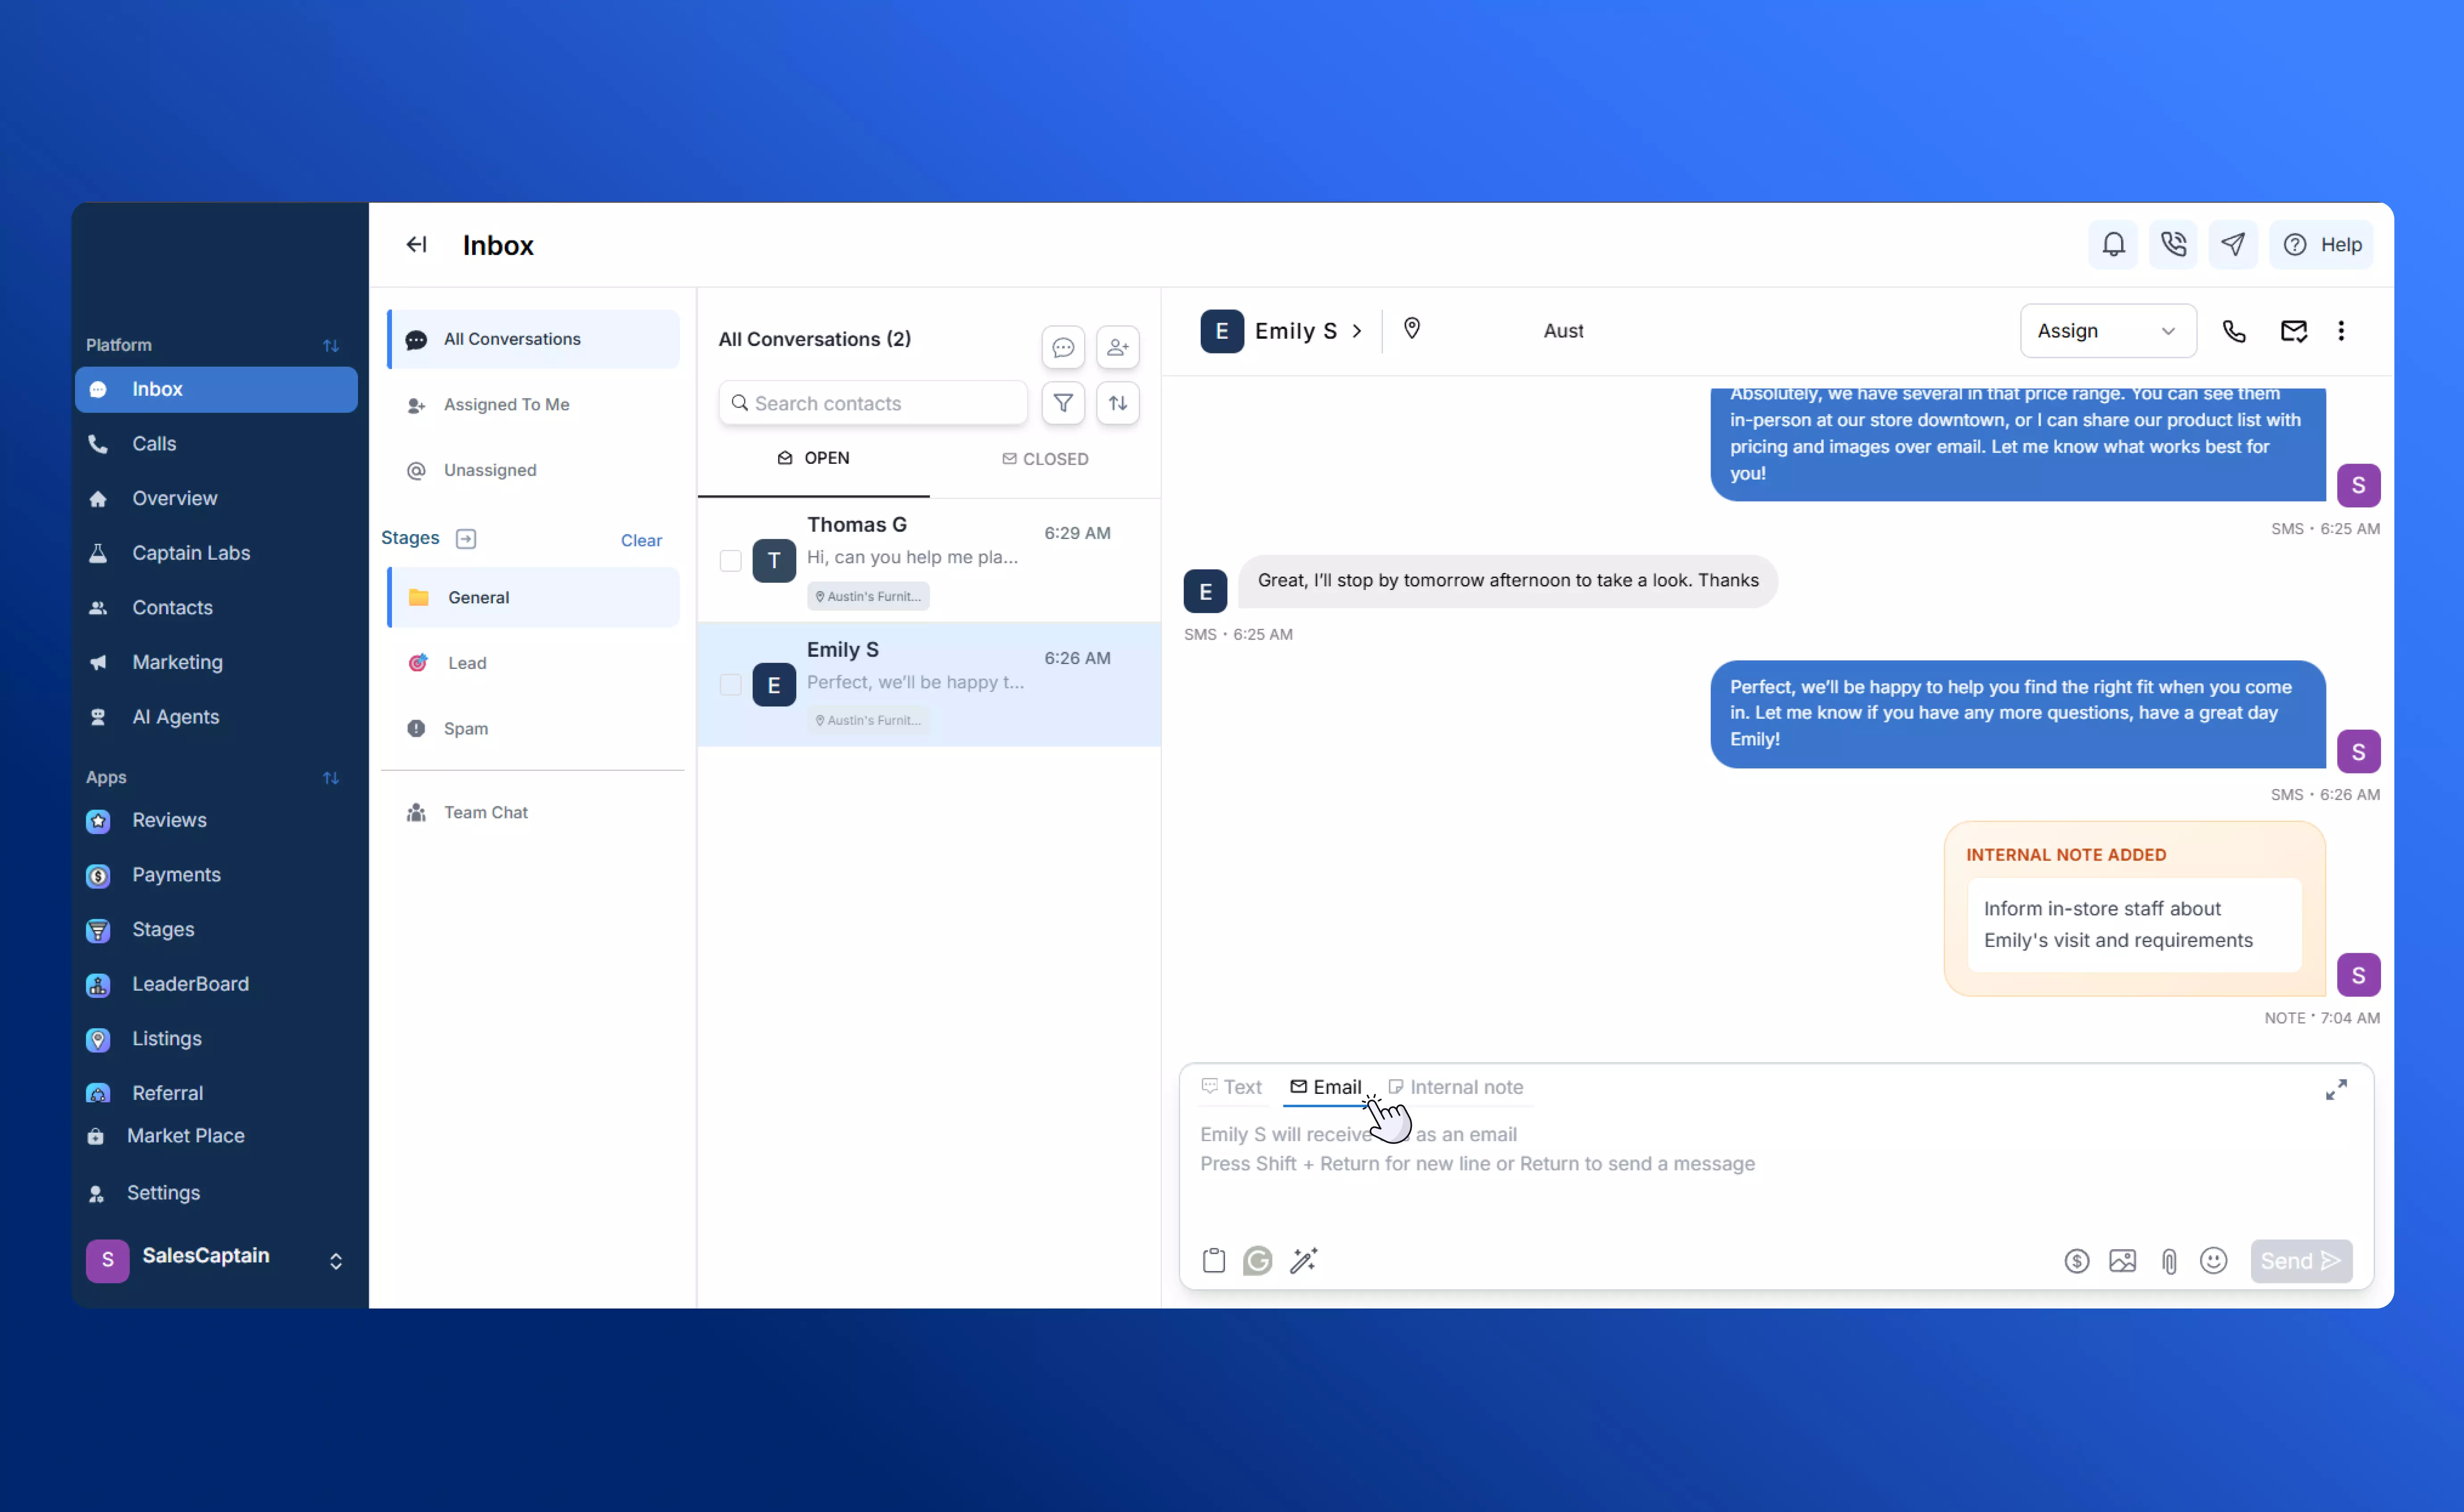 Platform
Inbox
Calls
Overview
Captain Labs
Contacts
Marketing
AI Agents
Apps
Reviews
Payments
Stages
LeaderBoard
Listings
Referral
Market Place
Settings
S
SalesCaptain
Inbox
Help
All Conversations
Assigned To Me
Unassigned
Stages
Clear
General
Lead
Spam
Team Chat
All Conversations (2)
Search contacts
OPEN
CLOSED
T
Thomas G
6:29 AM
Hi, can you help me pla...
Austin's Furnit...
E
Emily S
6:26 AM
Perfect, we'll be happy t...
Austin's Furnit...
E
Emily S
Aust
Assign
Absolutely, we have several in that price range. You can see them
in-person at our store downtown, or I can share our product list with
pricing and images over email. Let me know what works best for
you!
S
SMS • 6:25 AM
E
Great, I'll stop by tomorrow afternoon to take a look. Thanks
SMS • 6:25 AM
Perfect, we'll be happy to help you find the right fit when you come
in. Let me know if you have any more questions, have a great day
Emily!
S
SMS • 6:26 AM
INTERNAL NOTE ADDED
Inform in-store staff about
Emily's visit and requirements
S
NOTE • 7:04 AM
Text
Email
Internal note
Emily S will receive as an email
Press Shift + Return for new line or Return to send a message
Send